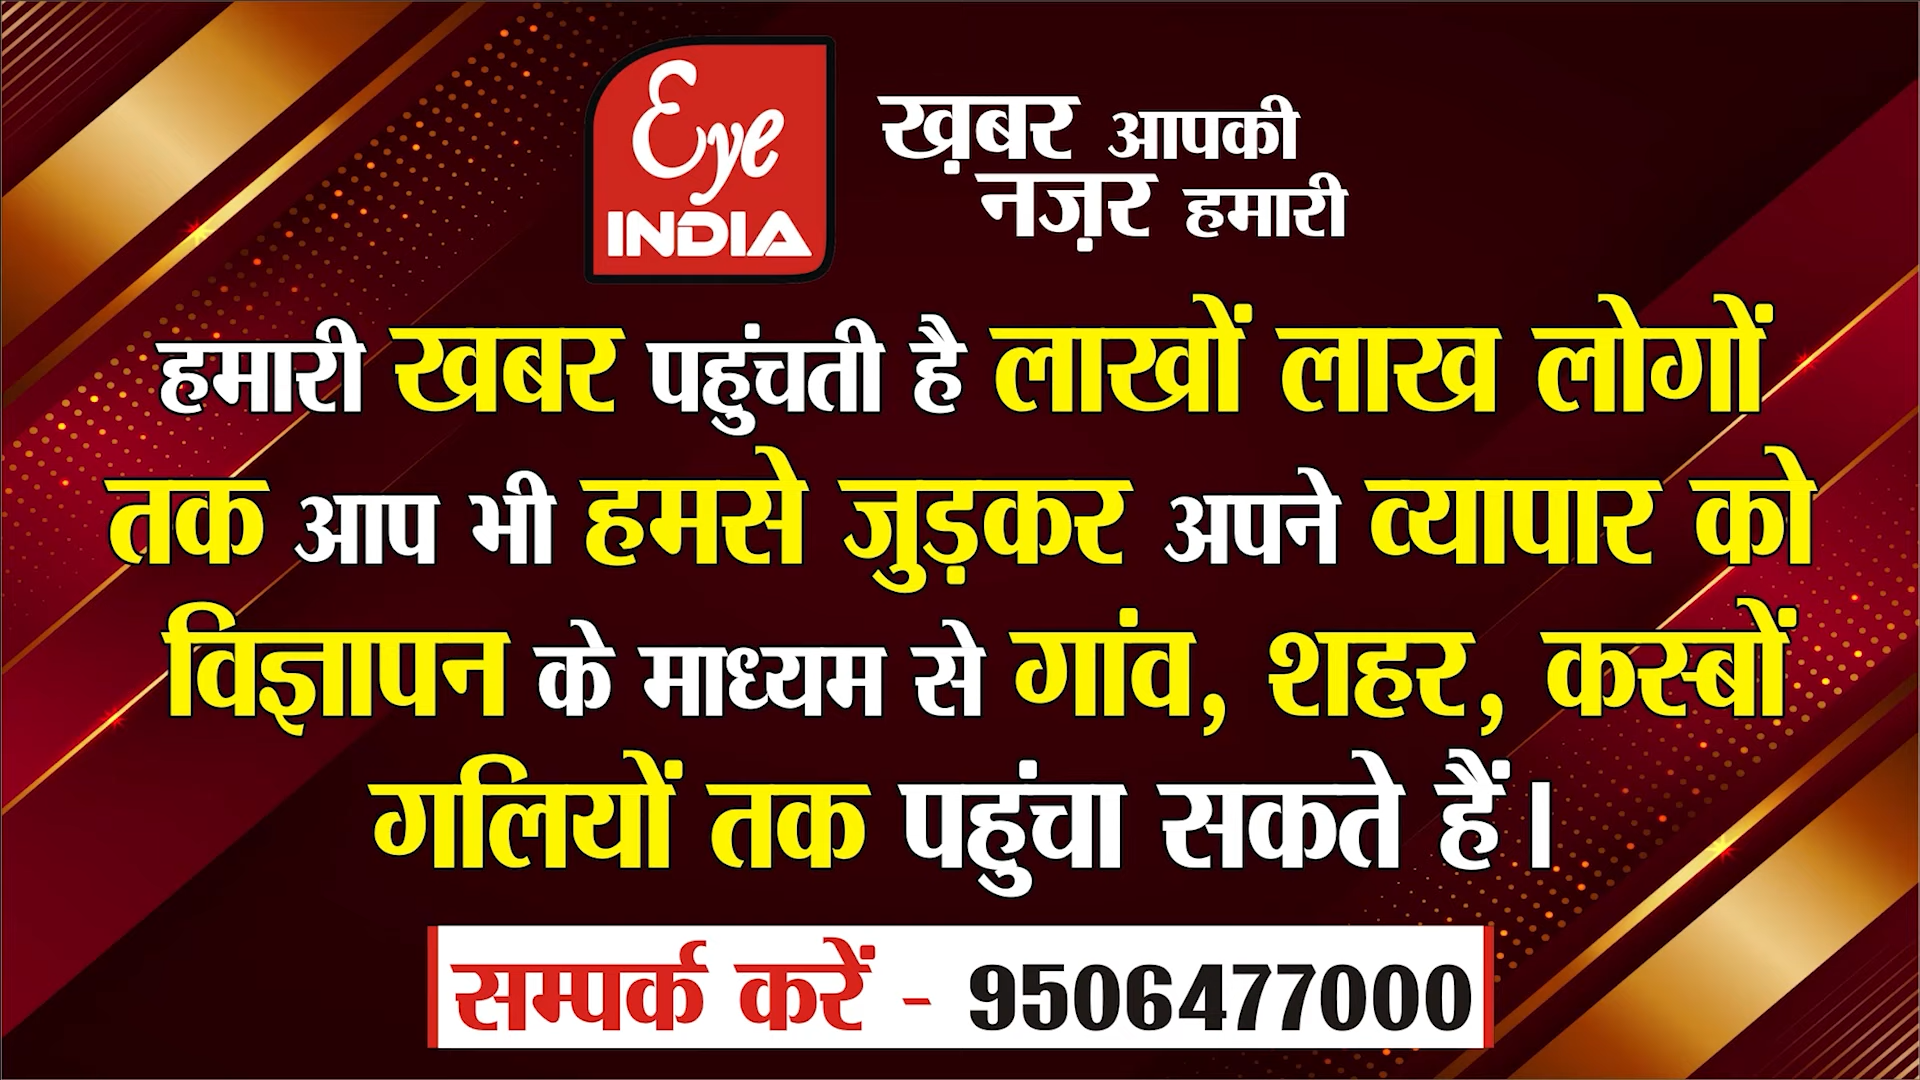 Eye
INDIA
ख़बर आपकी
नज़र हमारी
हमारी खबर पहुंचती है लाखों लाख लोगों
तक आप भी हमसे जुड़कर अपने व्यापार को
विज्ञापन के माध्यम से गांव, शहर, कस्बों
गलियों तक पहुंचा सकते हैं।
सम्पर्क करें - 9506477000